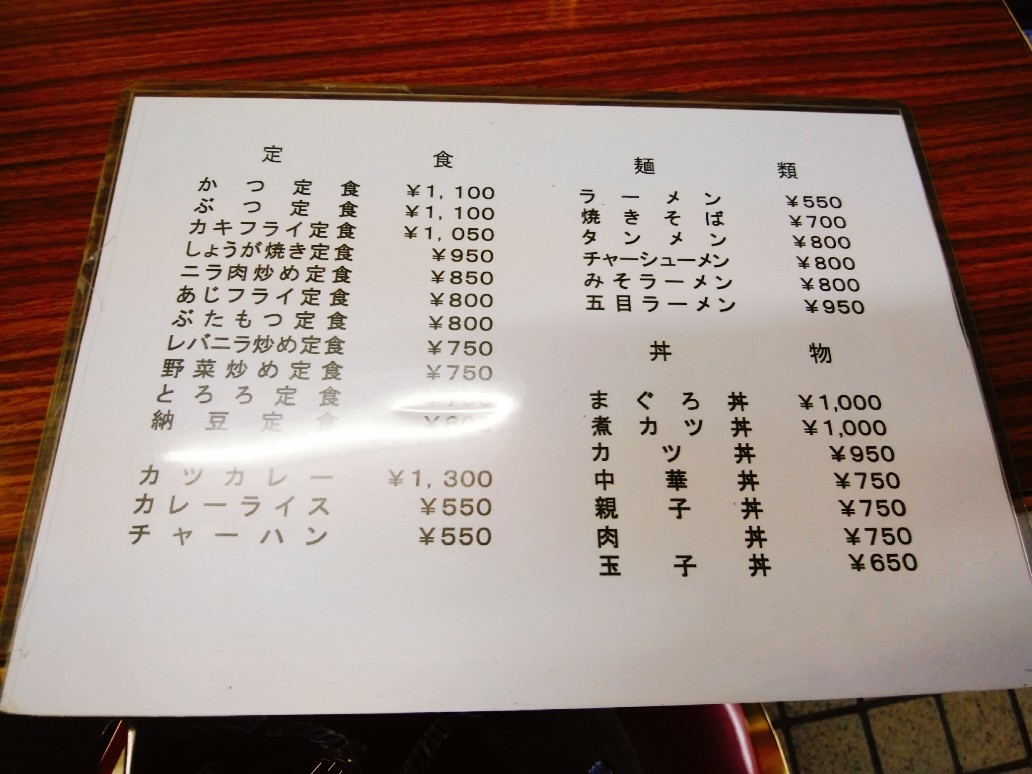 定食
かつ定食 ¥1,100
ぶつ定食 ¥1,100
カキフライ定食 ¥1,050
しょうが焼き定食 ¥950
ニラ肉炒め定食 ¥850
あじフライ定食 ¥800
ぶたもつ定食 ¥800
レバニラ炒め定食 ¥750
野菜炒め定食 ¥750
とろろ定食
納豆定食
カツカレー ¥1,300
カレーライス ¥550
チャーハン ¥550
麺類
ラーメン ¥550
焼きそば ¥700
タンメン ¥800
チャーシューメン ¥800
みそラーメン ¥800
五目ラーメン ¥950
丼物
まぐろ丼 ¥1,000
煮カツ丼 ¥1,000
カツ丼 ¥950
中華丼 ¥750
親子丼 ¥750
肉丼 ¥750
玉子丼 ¥650